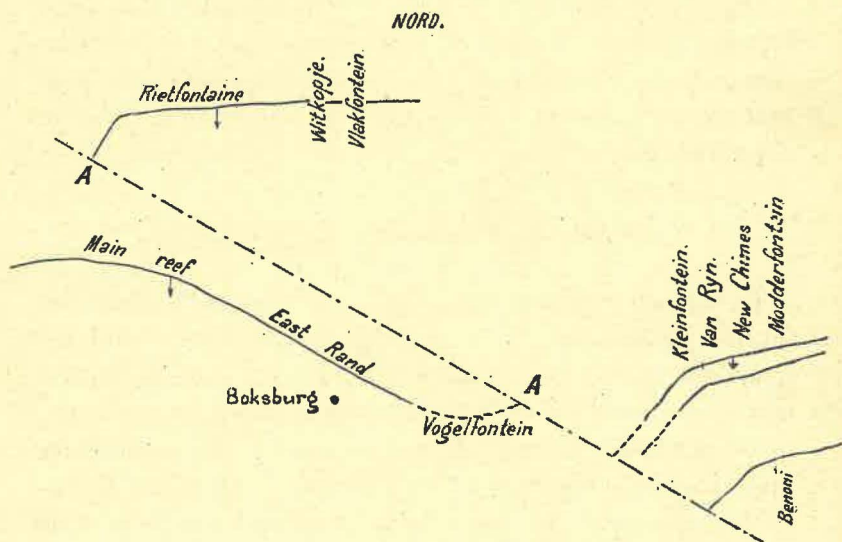 NORD.
Rietfontaine
Witkopje.
Vlakfontein.
A
Main reef
East Rand
Kleinfontein.
Van Ryn.
New Chimes
Modderfontein
A
Boksburg
Vogelfontein
Benoni